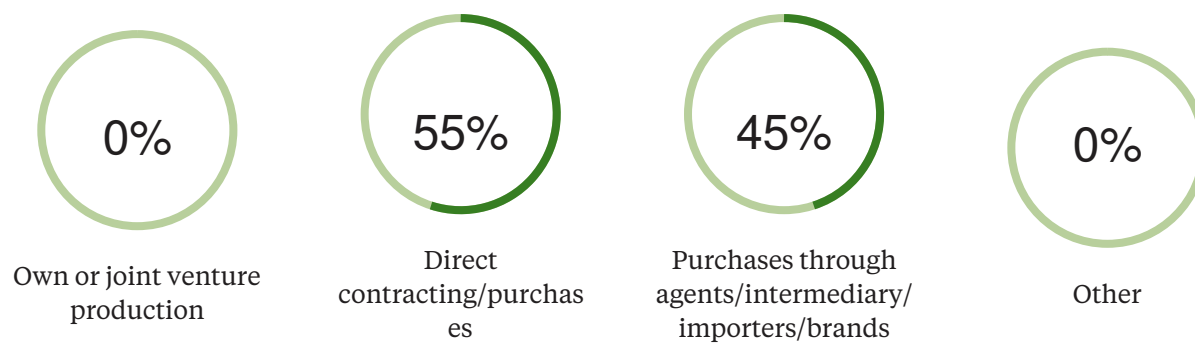 0%
Own or joint venture
production
55%
Direct
contracting/purchas
es
45%
Purchases through
agents/intermediary/
importers/brands
0%
Other